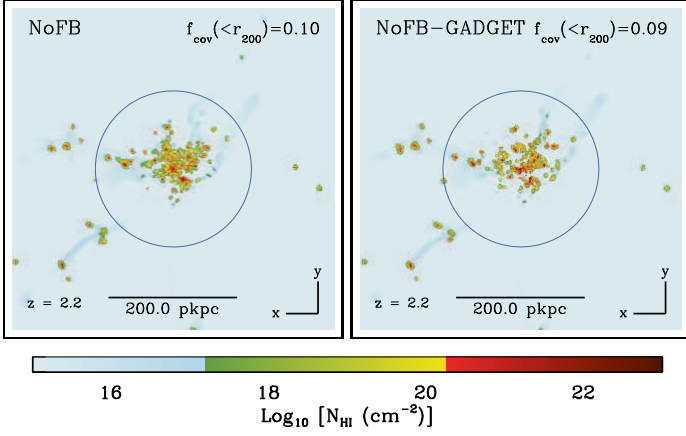 NoFB f_cov(<r_200)=0.10
y
x
z = 2.2
200.0 pkpc
NoFB-GADGET f_cov(<r_200)=0.09
y
x
z = 2.2
200.0 pkpc
16 18 20 22
Log₁₀ [N_HI (cm⁻²)]